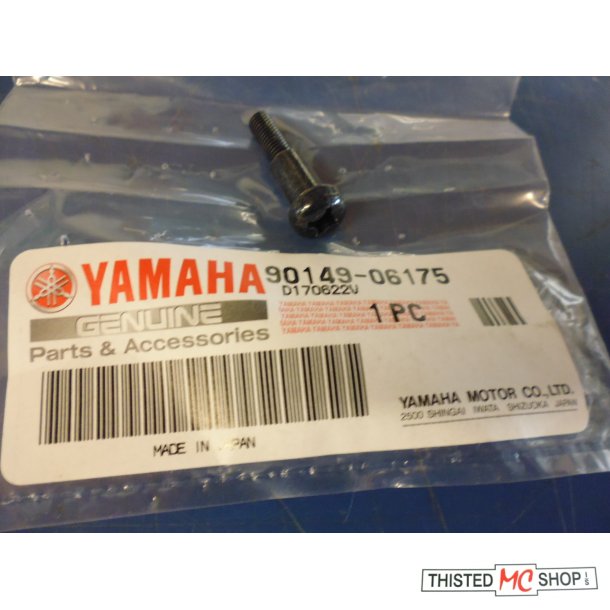 YAMAHA 90149-06175
D170622V
GENUINE
Parts & Accessories
1 PC
YAMAHA MOTOR CO.,LTD.
2500 SHINGAI IWATA SHIZUOKA JAPAN
MADE IN JAPAN
THISTED MC SHOP I/S